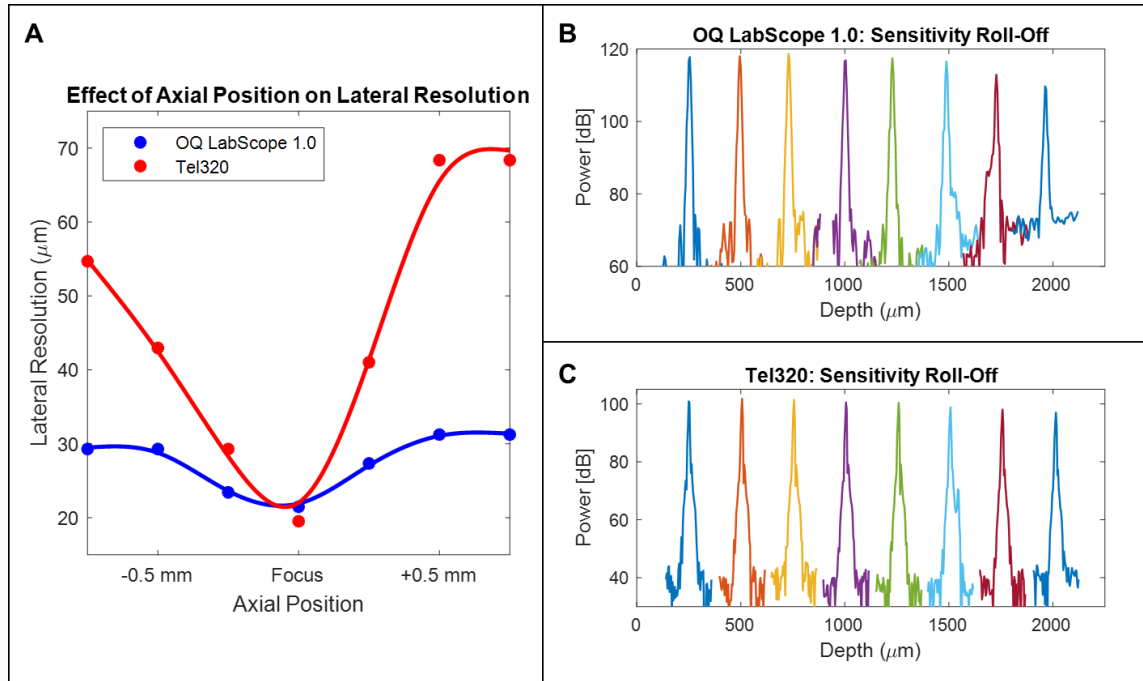 A
Effect of Axial Position on Lateral Resolution
OQ LabScope 1.0
Tel320
70
60
50
40
30
20
Lateral Resolution (μm)
-0.5 mm
Focus
+0.5 mm
Axial Position
B
OQ LabScope 1.0: Sensitivity Roll-Off
120
100
80
60
Power [dB]
0
500
1000
1500
2000
Depth (μm)
C
Tel320: Sensitivity Roll-Off
100
80
60
40
Power [dB]
0
500
1000
1500
2000
Depth (μm)